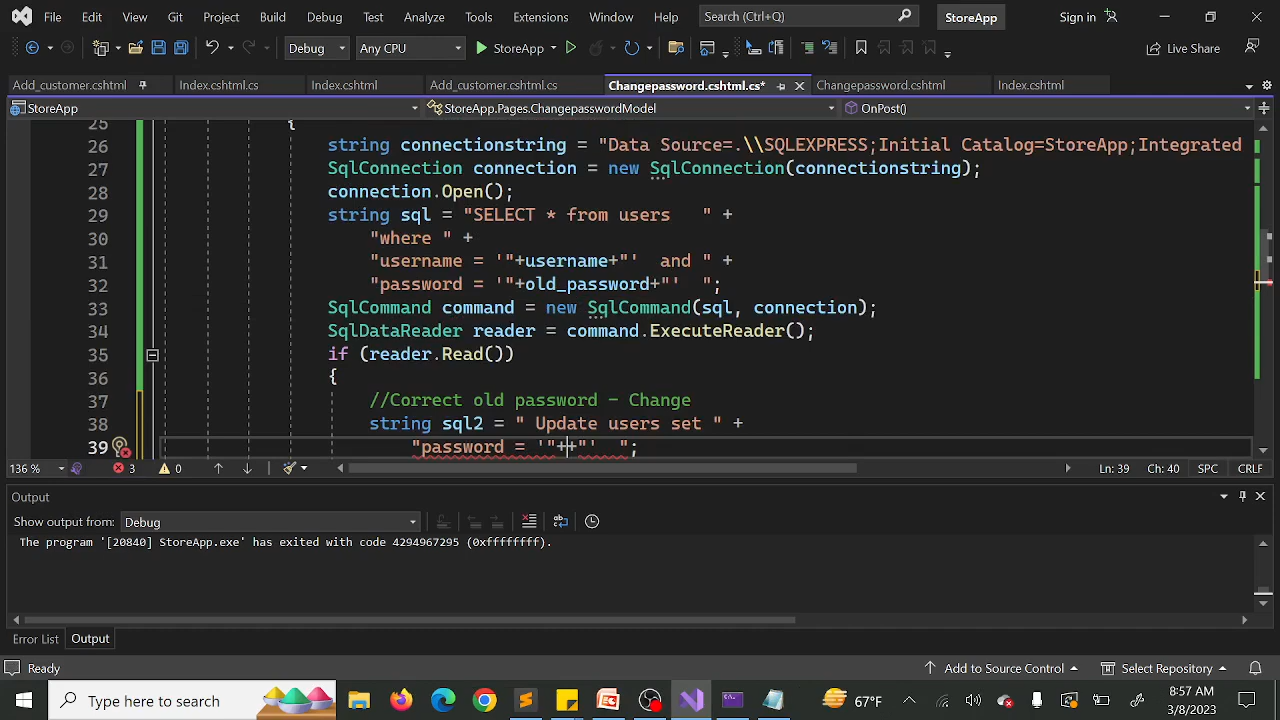 File Edit View Git Project Build Debug Test Analyze Tools Extensions Window Help Search (Ctrl+Q) StoreApp Sign in
Debug Any CPU StoreApp Live Share
Add_customer.cshtml Index.cshtml.cs Index.cshtml Add_customer.cshtml.cs Changepassword.cshtml.cs* Changepassword.cshtml Index.cshtml
StoreApp StoreApp.Pages.ChangepasswordModel OnPost()
25 {
26 string connectionstring = "Data Source=.\\SQLEXPRESS;Initial Catalog=StoreApp;Integrated
27 SqlConnection connection = new SqlConnection(connectionstring);
28 connection.Open();
29 string sql = "SELECT * from users   " +
30 "where " +
31 "username = '"+username+"'  and " +
32 "password = '"+old_password+"'  ";
33 SqlCommand command = new SqlCommand(sql, connection);
34 SqlDataReader reader = command.ExecuteReader();
35 if (reader.Read())
36 {
37 //Correct old password - Change
38 string sql2 = " Update users set " +
39 "password = '"++"'  ";
136 % 3 0 Ln: 39 Ch: 40 SPC CRLF
Output
Show output from: Debug
The program '[20840] StoreApp.exe' has exited with code 4294967295 (0xffffffff).
Error List Output
Ready Add to Source Control Select Repository
Type here to search 67°F 8:57 AM
3/8/2023